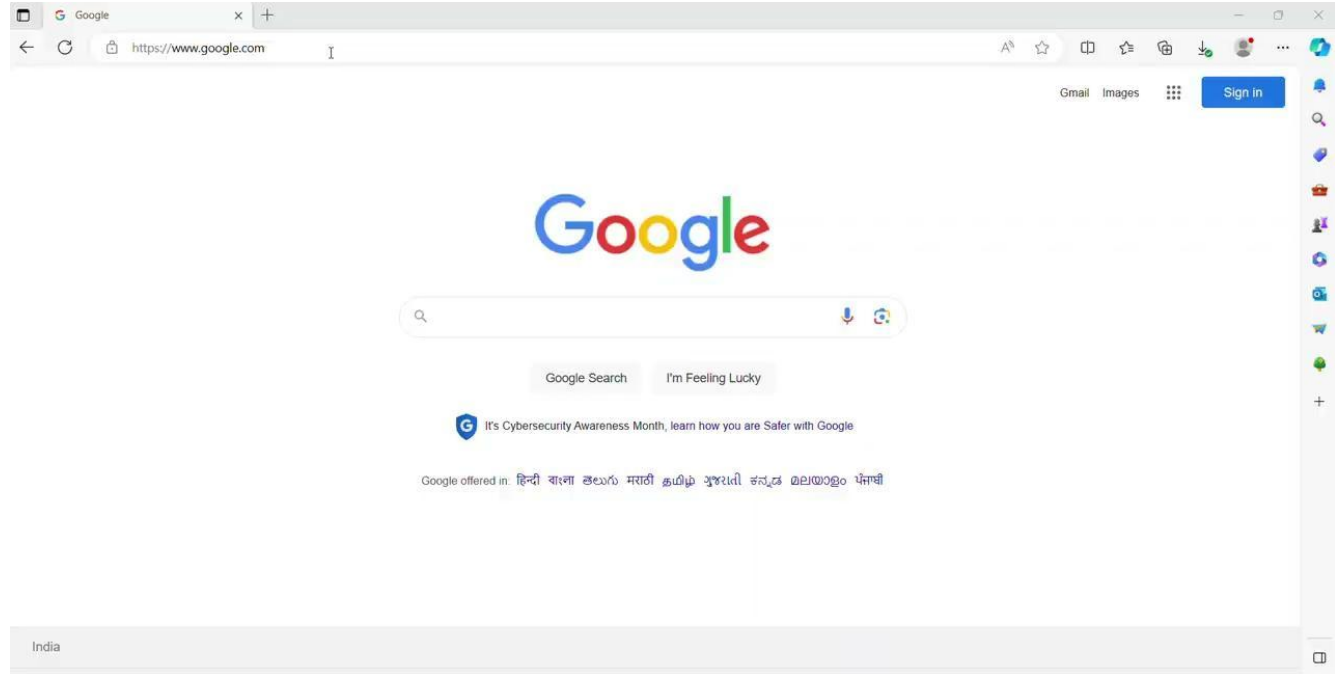 Google
https://www.google.com
Gmail Images Sign in
Google
Google Search I'm Feeling Lucky
It's Cybersecurity Awareness Month, learn how you are Safer with Google
Google offered in: हिन्दी বাংলা తెలుగు मराठी தமிழ் ગુજરાતી ಕನ್ನಡ മലയാളം ਪੰਜਾਬੀ
India